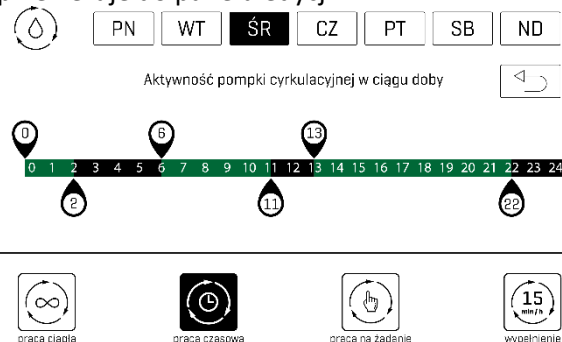 PN WT ŚR CZ PT SB ND
Aktywność pompki cyrkulacyjnej w ciągu doby
0 6 13
0 1 2 3 4 5 6 7 8 9 10 11 12 13 14 15 16 17 18 19 20 21 22 23 24
2 11 22
15
min/h
praca ciągła praca czasowa praca na żądanie wypełnienie